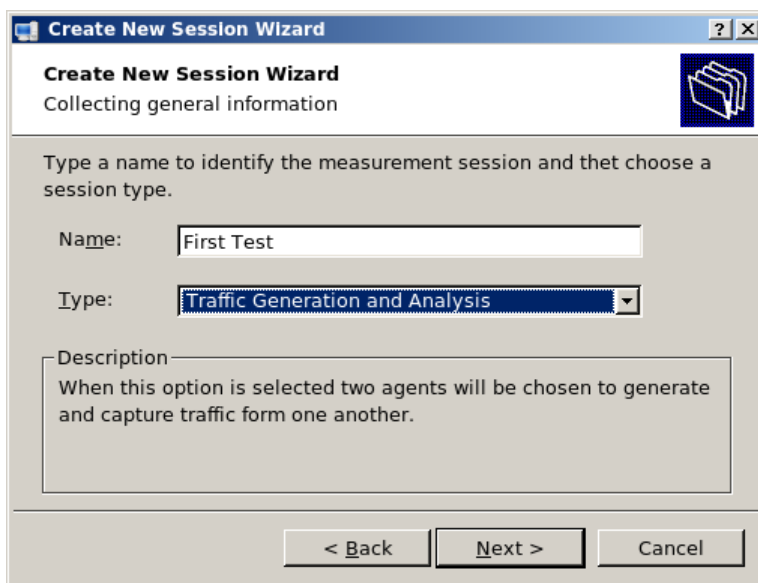 Create New Session Wizard
Create New Session Wizard
Collecting general information
Type a name to identify the measurement session and thet choose a
session type.
Name: First Test
Type: Traffic Generation and Analysis
Description
When this option is selected two agents will be chosen to generate
and capture traffic form one another.
< Back Next > Cancel